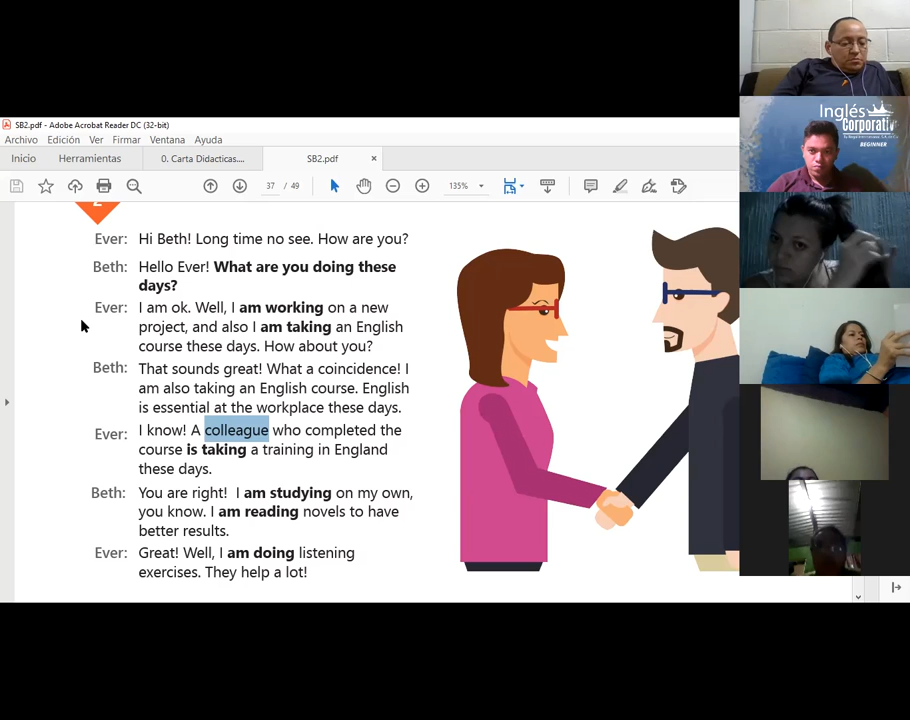 SB2.pdf - Adobe Acrobat Reader DC (32-bit)
Archivo Edición Ver Firmar Ventana Ayuda
Inicio Herramientas 0. Carta Didacticas.... SB2.pdf ×
37 / 49 135%
2
Ever: Hi Beth! Long time no see. How are you?
Beth: Hello Ever! What are you doing these
days?
Ever: I am ok. Well, I am working on a new
project, and also I am taking an English
course these days. How about you?
Beth: That sounds great! What a coincidence! I
am also taking an English course. English
is essential at the workplace these days.
Ever: I know! A colleague who completed the
course is taking a training in England
these days.
Beth: You are right! I am studying on my own,
you know. I am reading novels to have
better results.
Ever: Great! Well, I am doing listening
exercises. They help a lot!
Inglés
Corporativ
BEGINNER